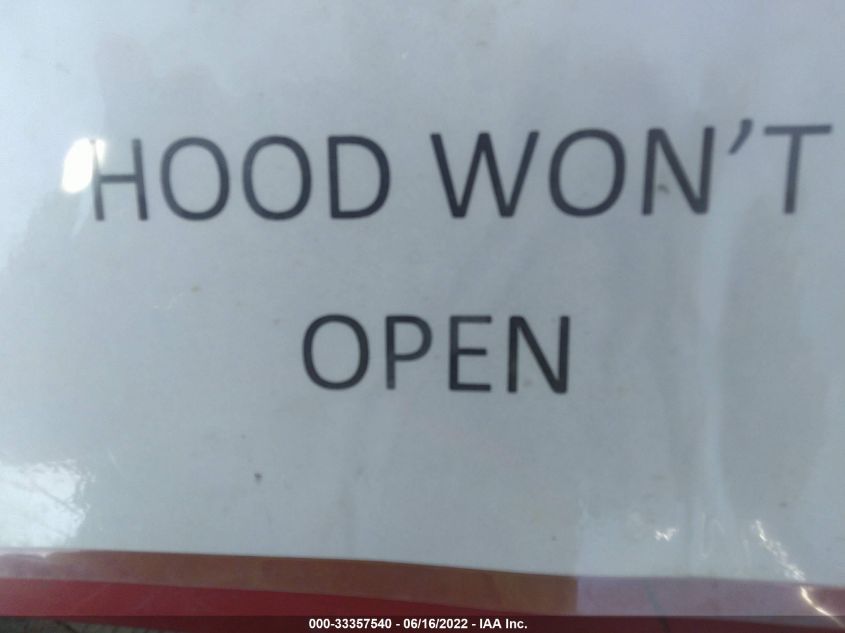 HOOD WON'T
OPEN
000-33357540 - 06/16/2022 - IAA Inc.